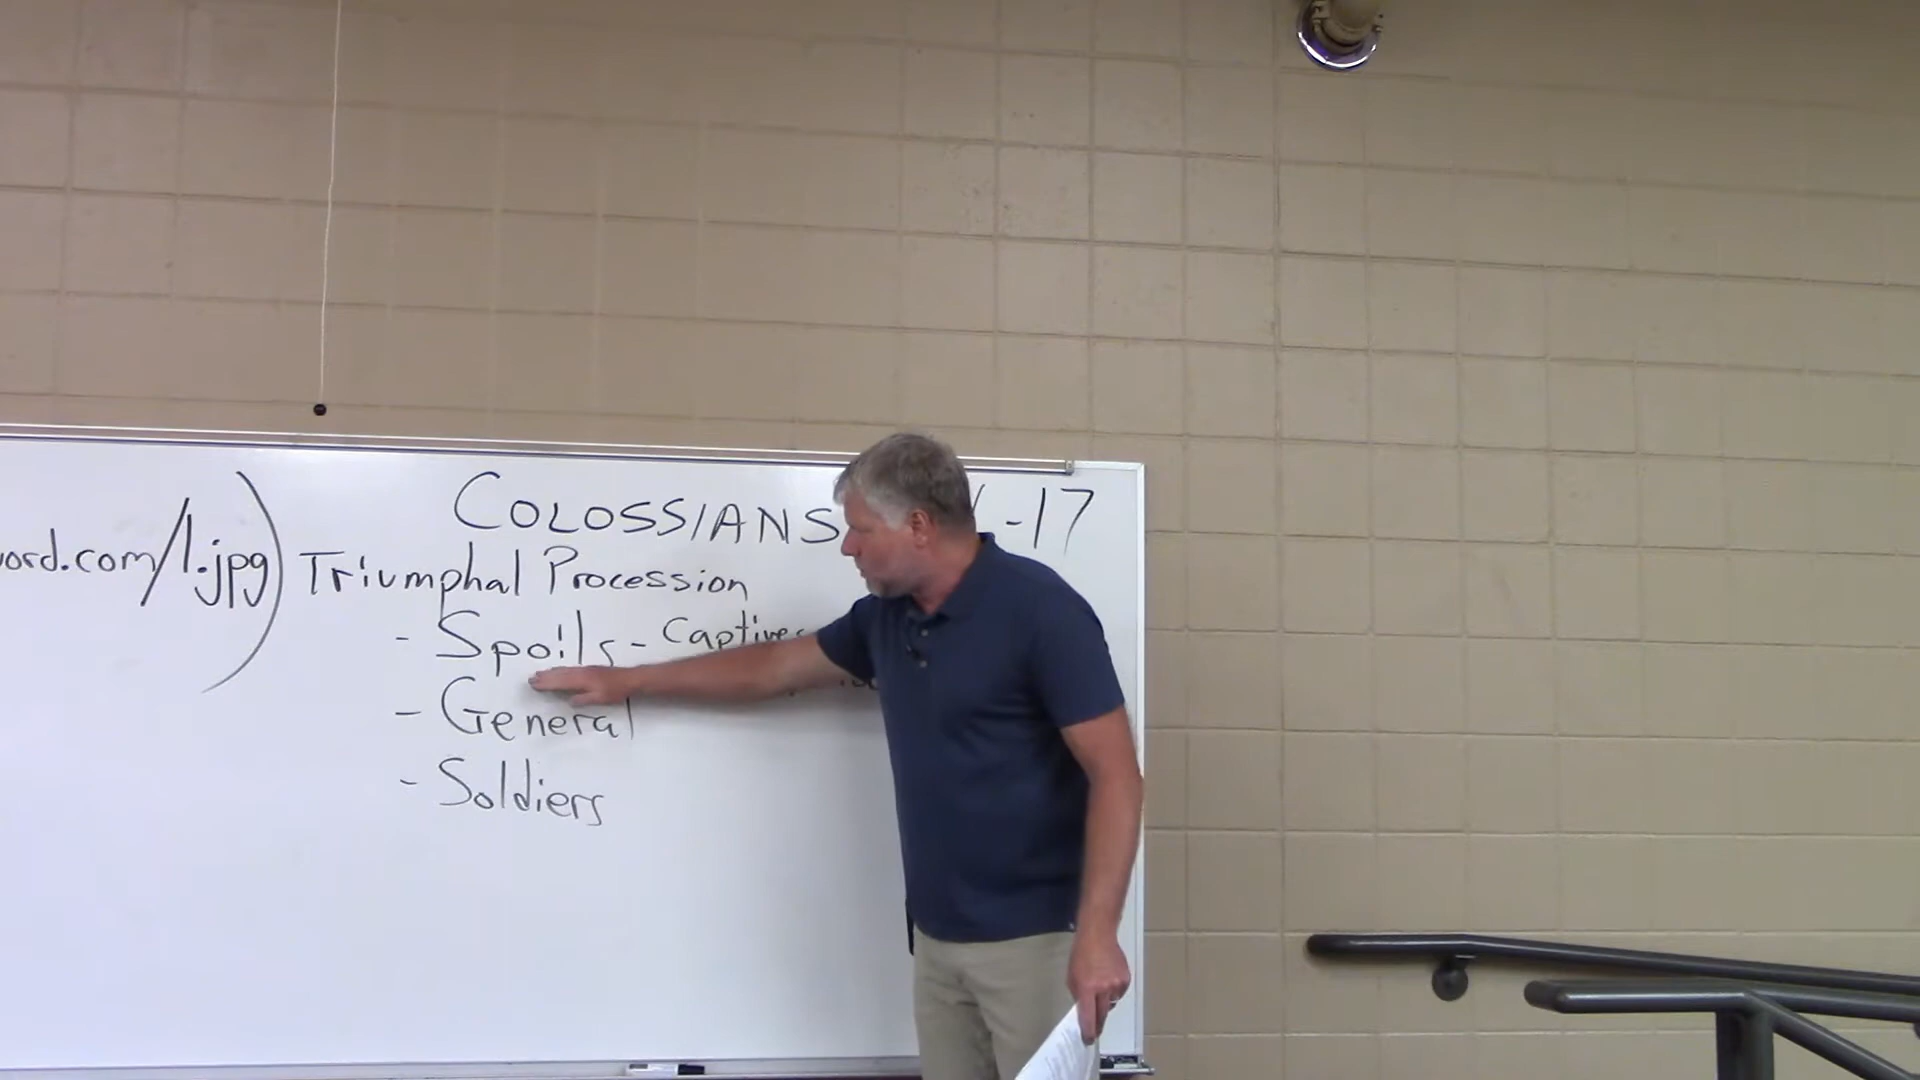 COLOSSIANS -17
ord.com/1.jpg) Triumphal Procession
- Spoils - Captives
- General
- Soldiers